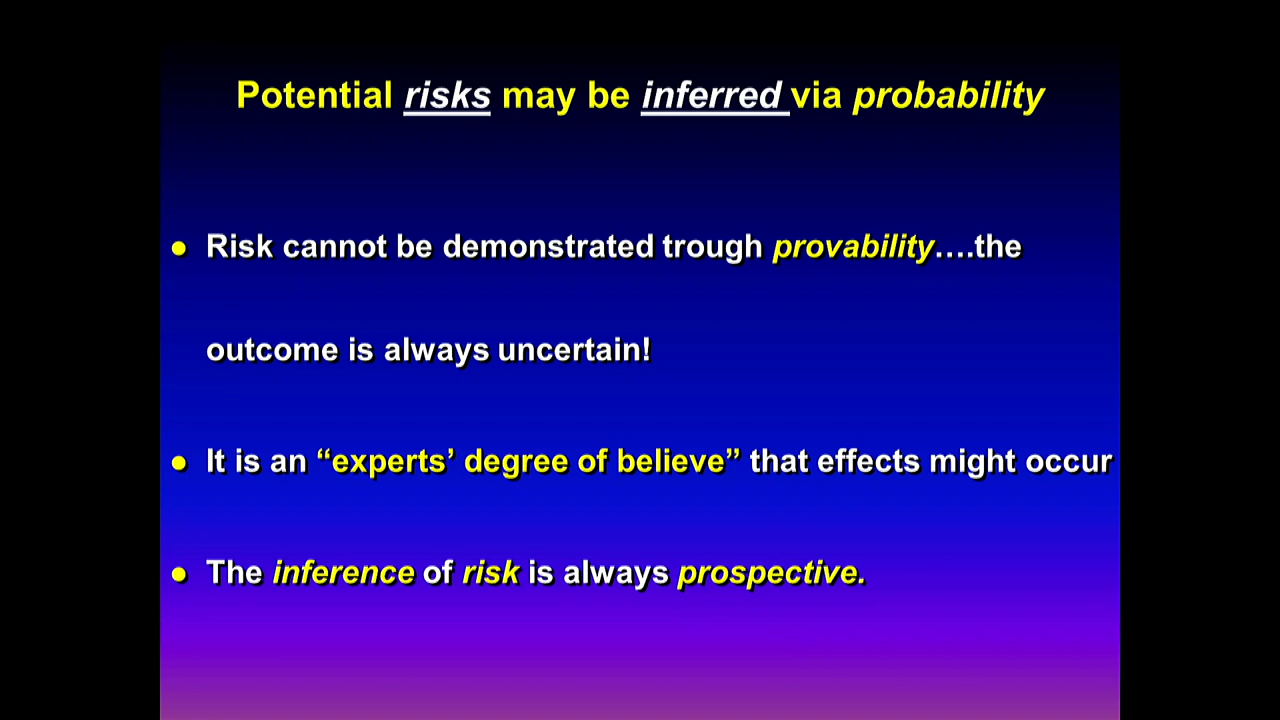 Potential risks may be inferred via probability
● Risk cannot be demonstrated trough provability….the
outcome is always uncertain!
● It is an “experts’ degree of believe” that effects might occur
● The inference of risk is always prospective.